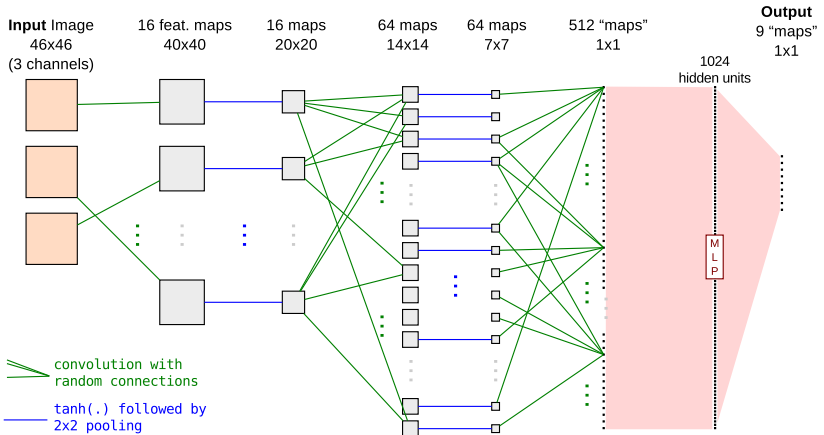 Input Image
46x46
(3 channels)
16 feat. maps
40x40
16 maps
20x20
64 maps
14x14
64 maps
7x7
512 “maps”
1x1
1024
hidden units
Output
9 “maps”
1x1
M
L
P
convolution with
random connections
tanh(.) followed by
2x2 pooling